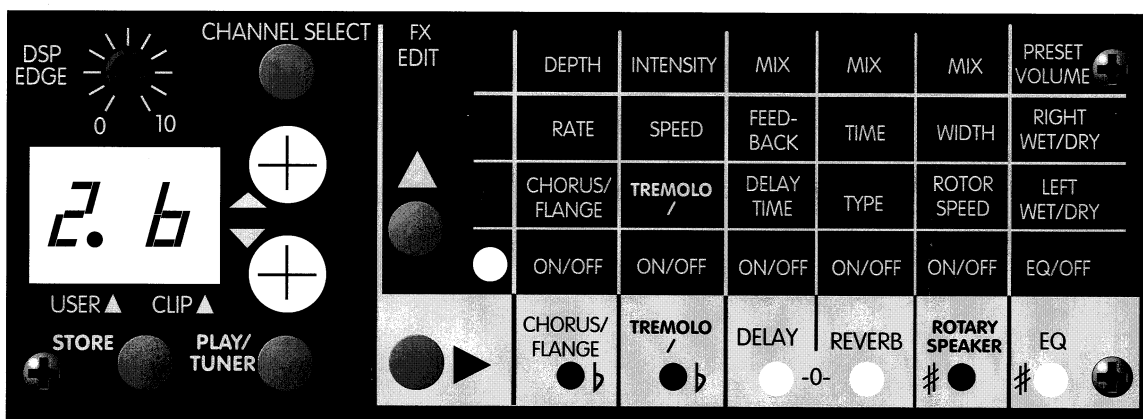 DSP
EDGE
0 10
CHANNEL SELECT
2. b
USER▲ CLIP▲
STORE
PLAY/
TUNER
FX
EDIT
DEPTH INTENSITY MIX MIX MIX PRESET
VOLUME
RATE SPEED FEED-
BACK TIME WIDTH RIGHT
WET/DRY
CHORUS/
FLANGE TREMOLO
/ DELAY
TIME TYPE ROTOR
SPEED LEFT
WET/DRY
ON/OFF ON/OFF ON/OFF ON/OFF ON/OFF EQ/OFF
CHORUS/
FLANGE TREMOLO
/ DELAY REVERB ROTARY
SPEAKER EQ
♭ ♭ -0- ♯ ♯